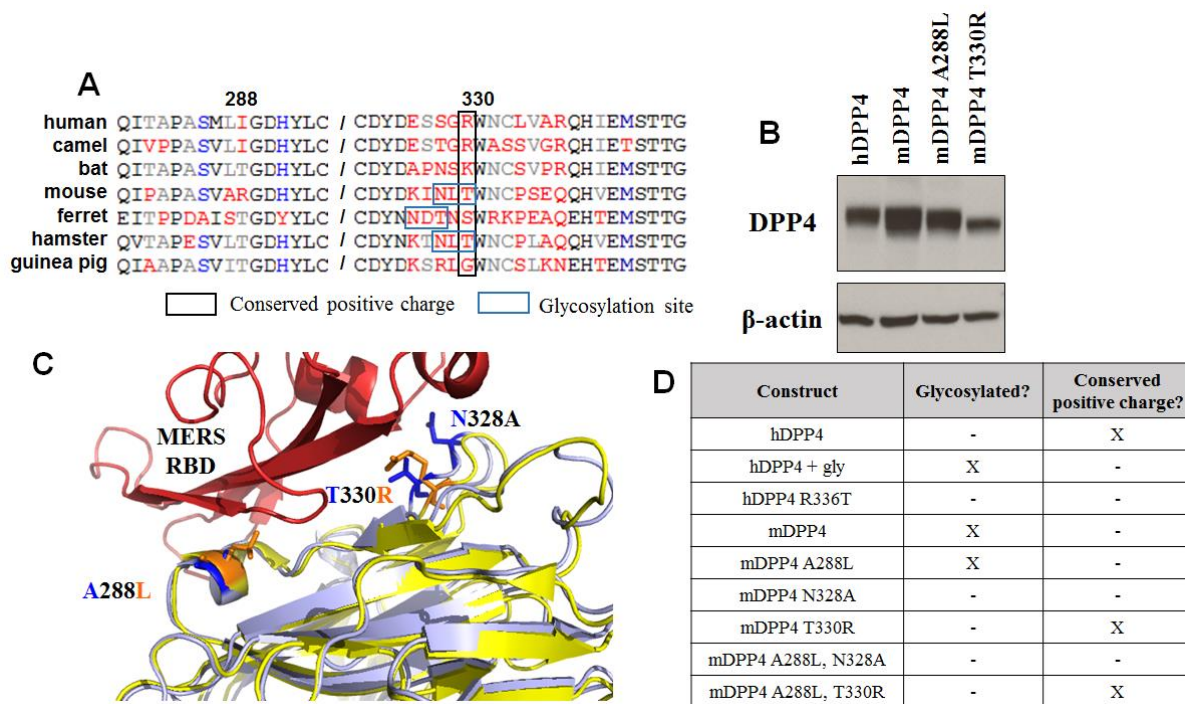 A
288 330
human QITAPASMLIGDHYLC / CDYDESSGRWNCLVARQHIEMSTTG
camel QIVPPASVLIGDHYLC / CDYDESTGRWASSVGRQHIETSTTG
bat QITAPASVLTGDHYLC / CDYDAPNSKWNCSVPRQHIEMSTTG
mouse QIPAPASVARGDHYLC / CDYDKINLTWNCPSEQQHVEMSTTG
ferret EITPPDAISTGDYYLC / CDYNNDTNSWRKPEAQEHTEMSTTG
hamster QVTAPESVLTGDHYLC / CDYNKTNLTWNCPLAQQHVEMSTTG
guinea pig QIAAPASVITGDHYLC / CDYDKSRLGWNCSLKNEHTEMSTTG
Conserved positive charge Glycosylation site
B
hDPP4 mDPP4 mDPP4 A288L mDPP4 T330R
DPP4
β-actin
C
MERS
RBD
N328A
T330R
A288L
D
Construct Glycosylated? Conserved positive charge?
hDPP4 - X
hDPP4 + gly X -
hDPP4 R336T - -
mDPP4 X -
mDPP4 A288L X -
mDPP4 N328A - -
mDPP4 T330R - X
mDPP4 A288L, N328A - -
mDPP4 A288L, T330R - X